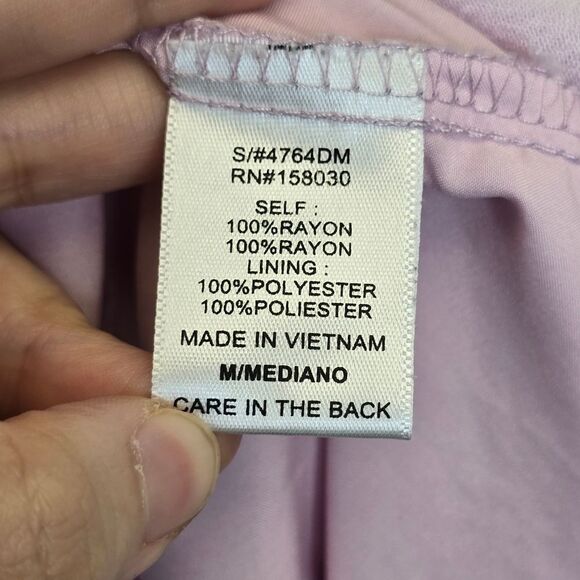 S/#4764DM
RN#158030
SELF :
100%RAYON
100%RAYON
LINING :
100%POLYESTER
100%POLIESTER
MADE IN VIETNAM
M/MEDIANO
CARE IN THE BACK